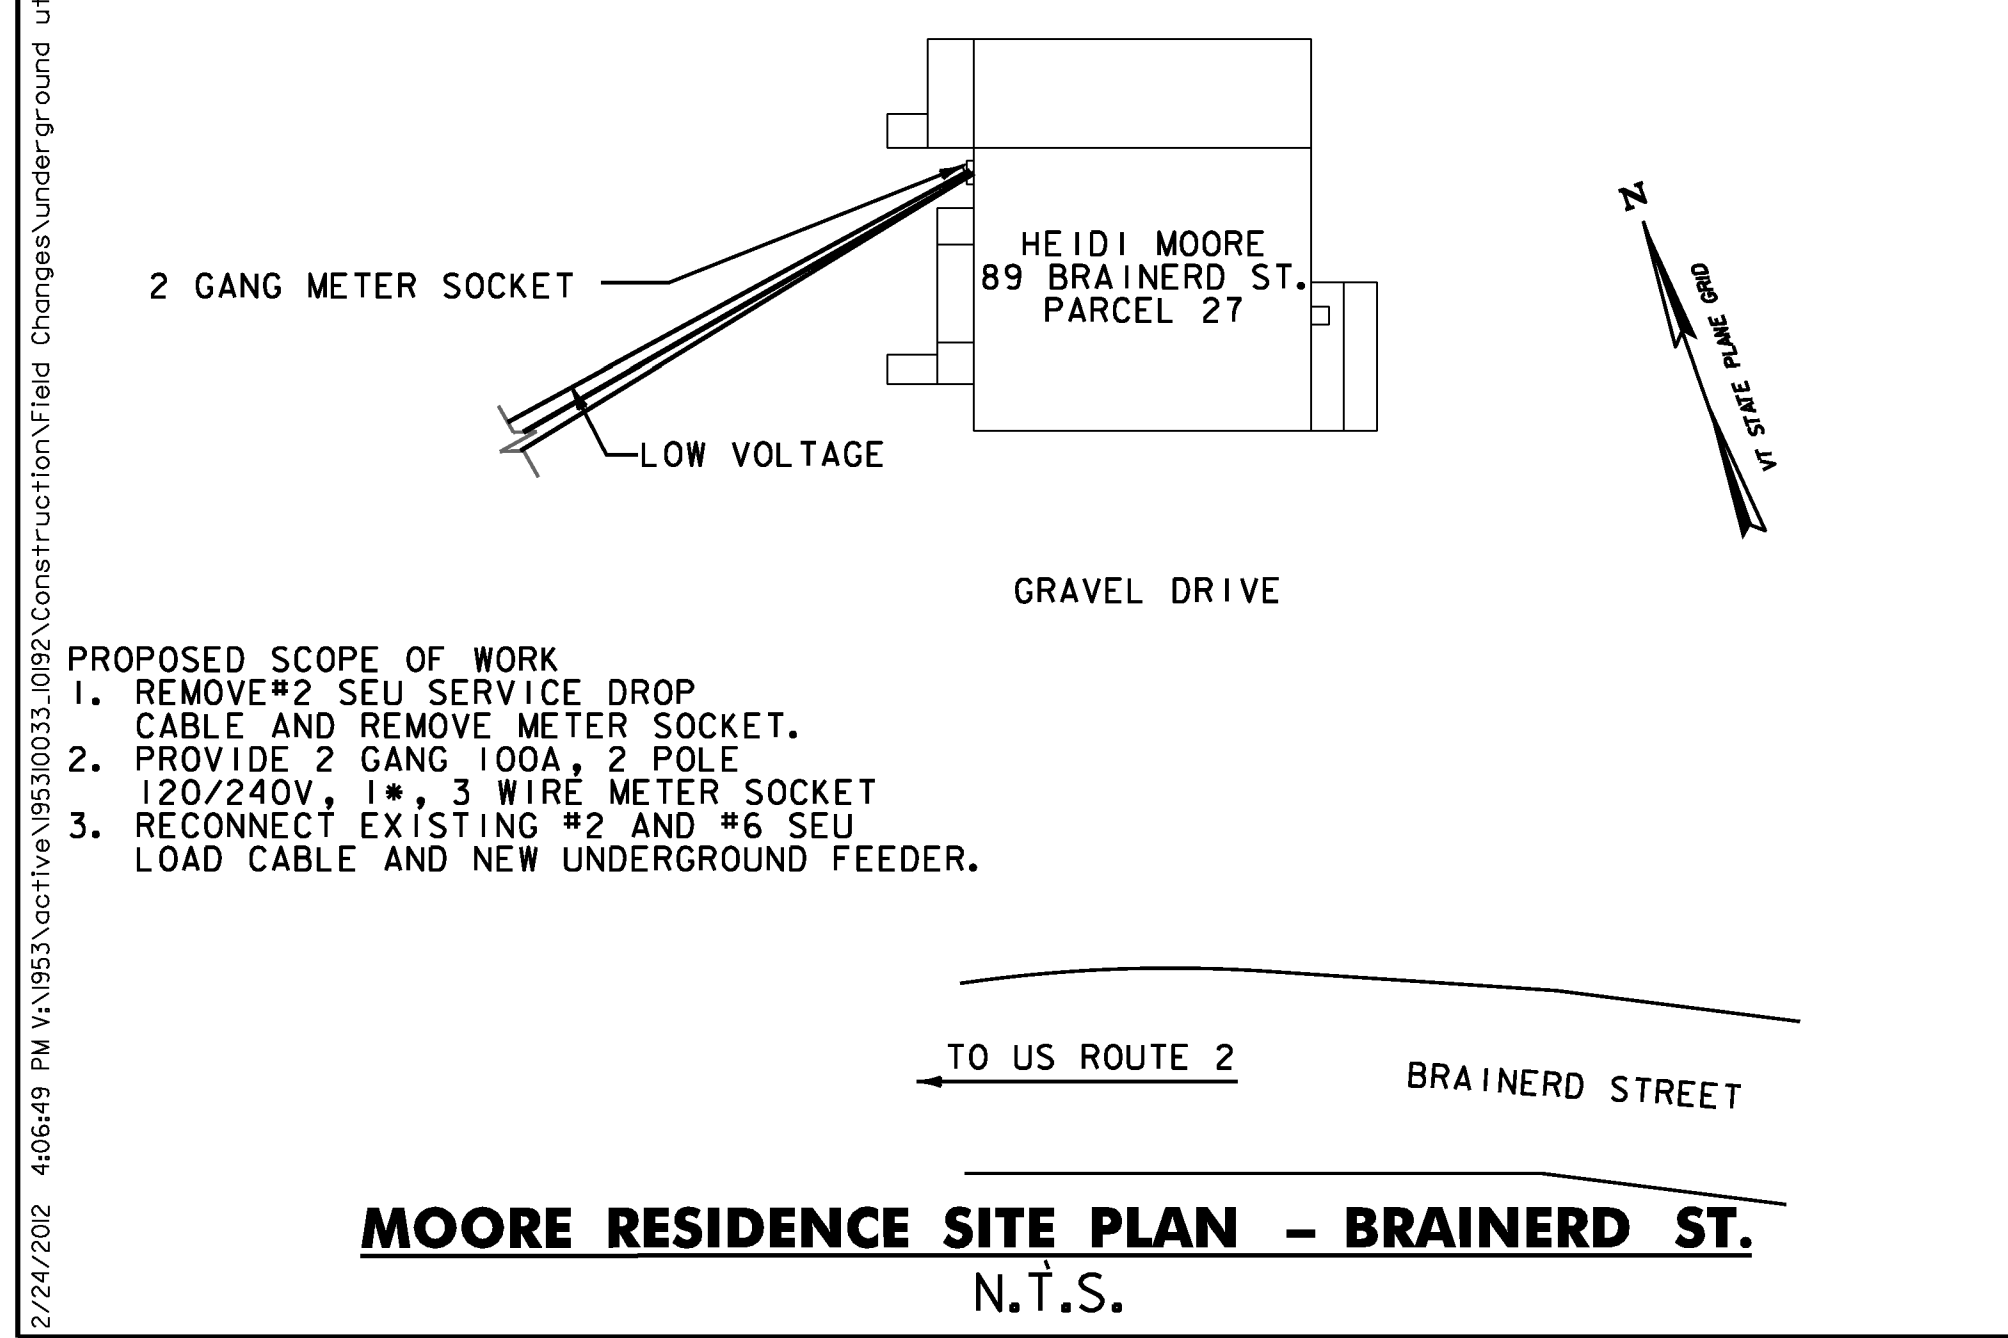 2 GANG METER SOCKET
HEIDI MOORE
89 BRAINERD ST.
PARCEL 27
N
VT STATE PLANE GRID
LOW VOLTAGE
GRAVEL DRIVE
PROPOSED SCOPE OF WORK
1. REMOVE#2 SEU SERVICE DROP
CABLE AND REMOVE METER SOCKET.
2. PROVIDE 2 GANG 100A, 2 POLE
120/240V, 1*, 3 WIRE METER SOCKET
3. RECONNECT EXISTING #2 AND #6 SEU
LOAD CABLE AND NEW UNDERGROUND FEEDER.
TO US ROUTE 2
BRAINERD STREET
MOORE RESIDENCE SITE PLAN - BRAINERD ST.
N.T.S.
2/24/2012 4:06:49 PM V:\1953\active\195310033_10192\Construction\Field Changes\underground